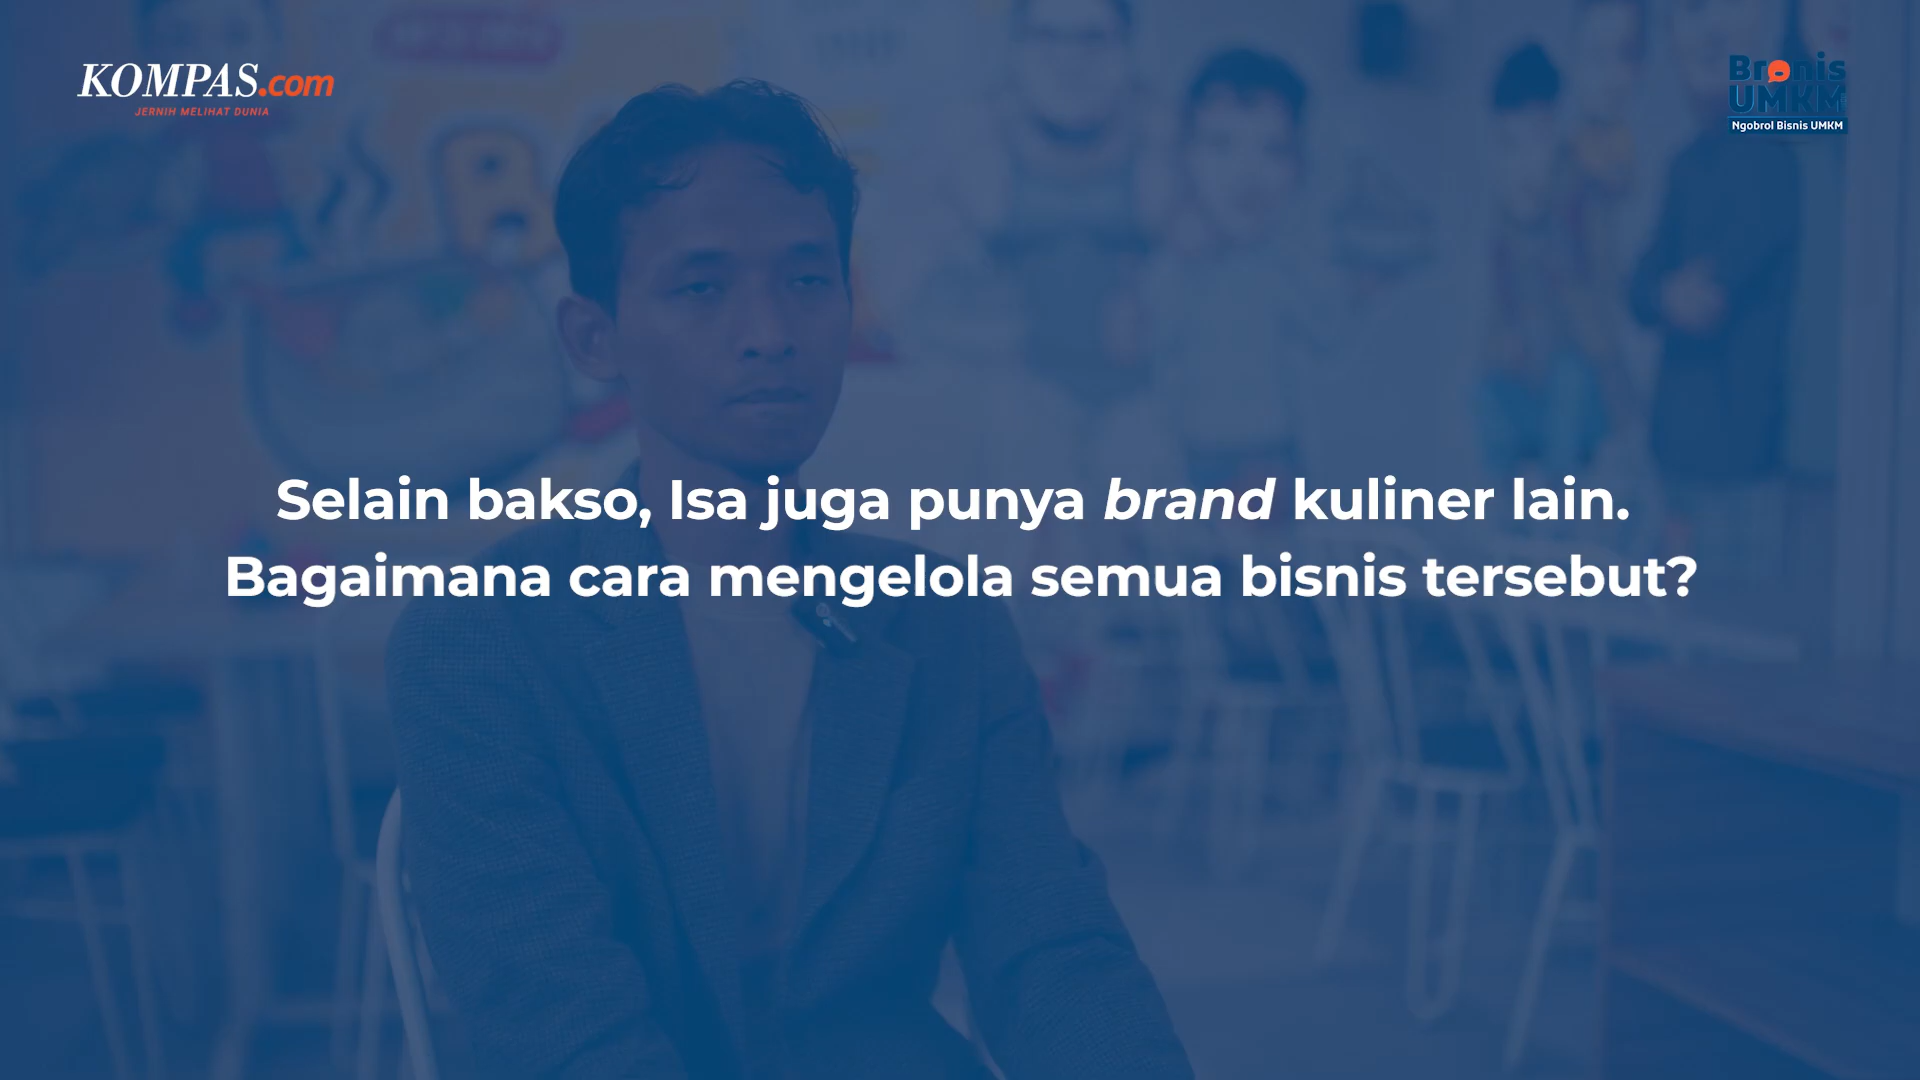 KOMPAS.com
JERNIH MELIHAT DUNIA
Bronis
UMKM
Ngobrol Bisnis UMKM
Selain bakso, Isa juga punya brand kuliner lain.
Bagaimana cara mengelola semua bisnis tersebut?